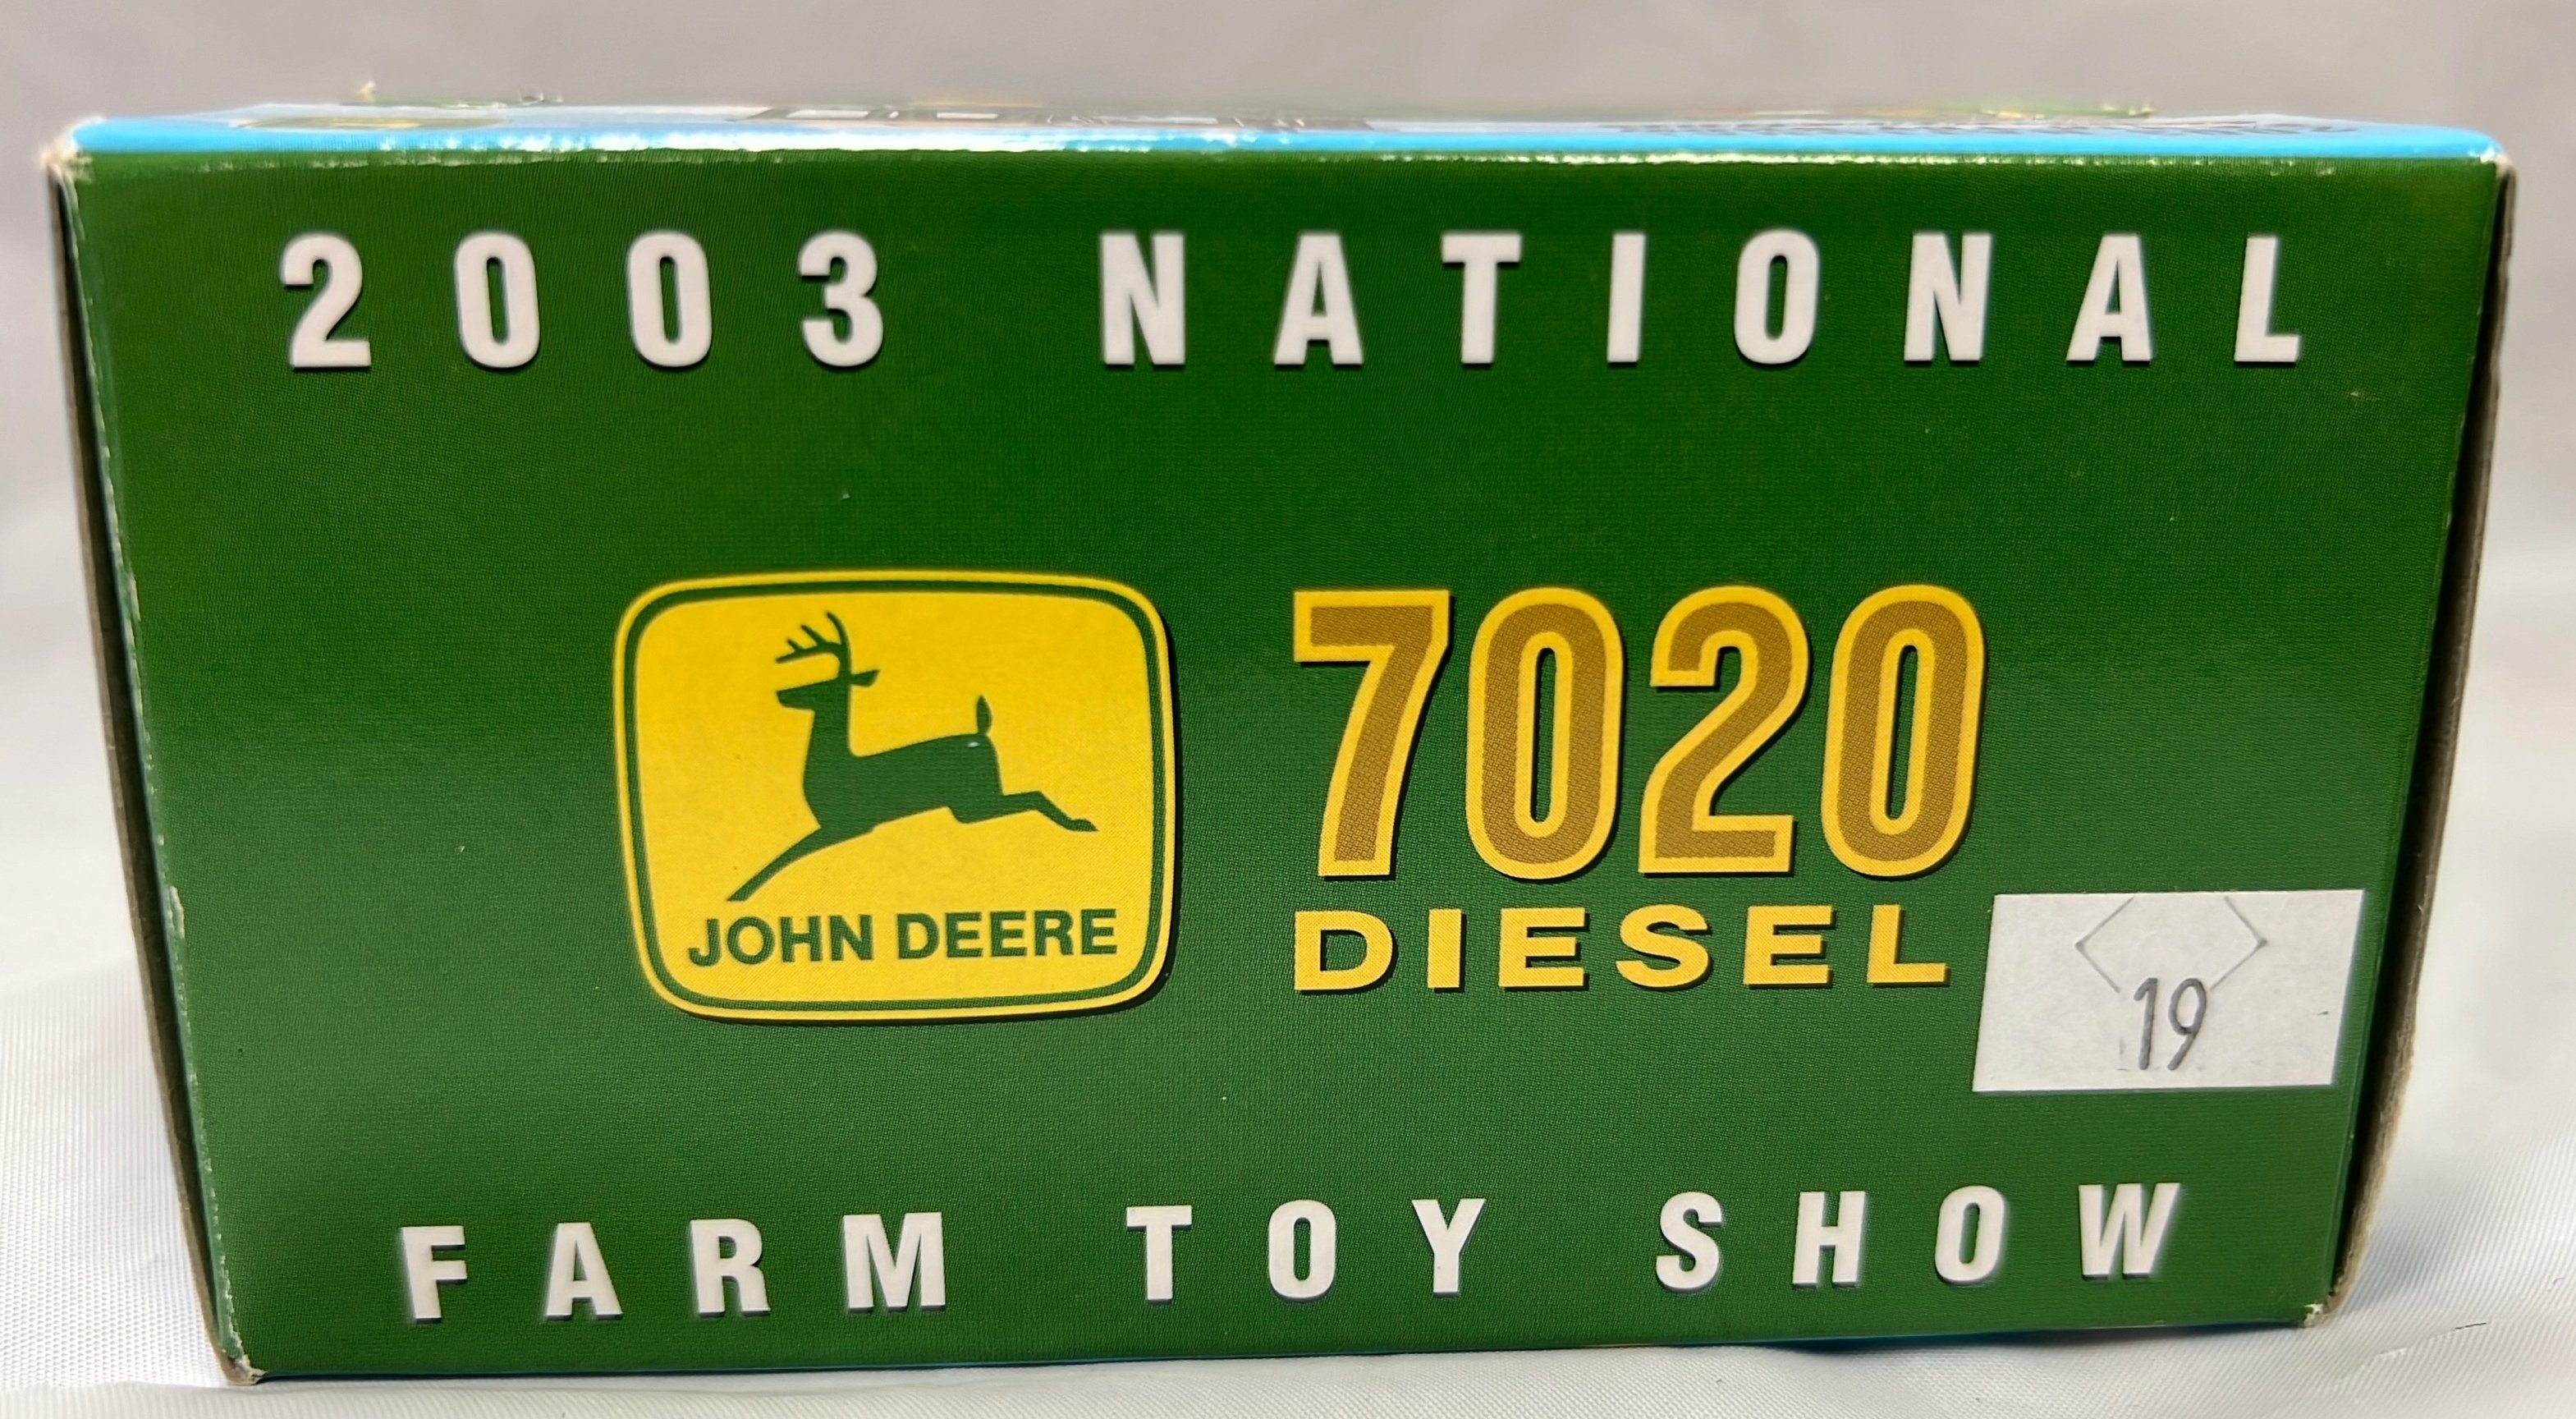 2003 NATIONAL
7020
JOHN DEERE
DIESEL
19
FARM TOY SHOW